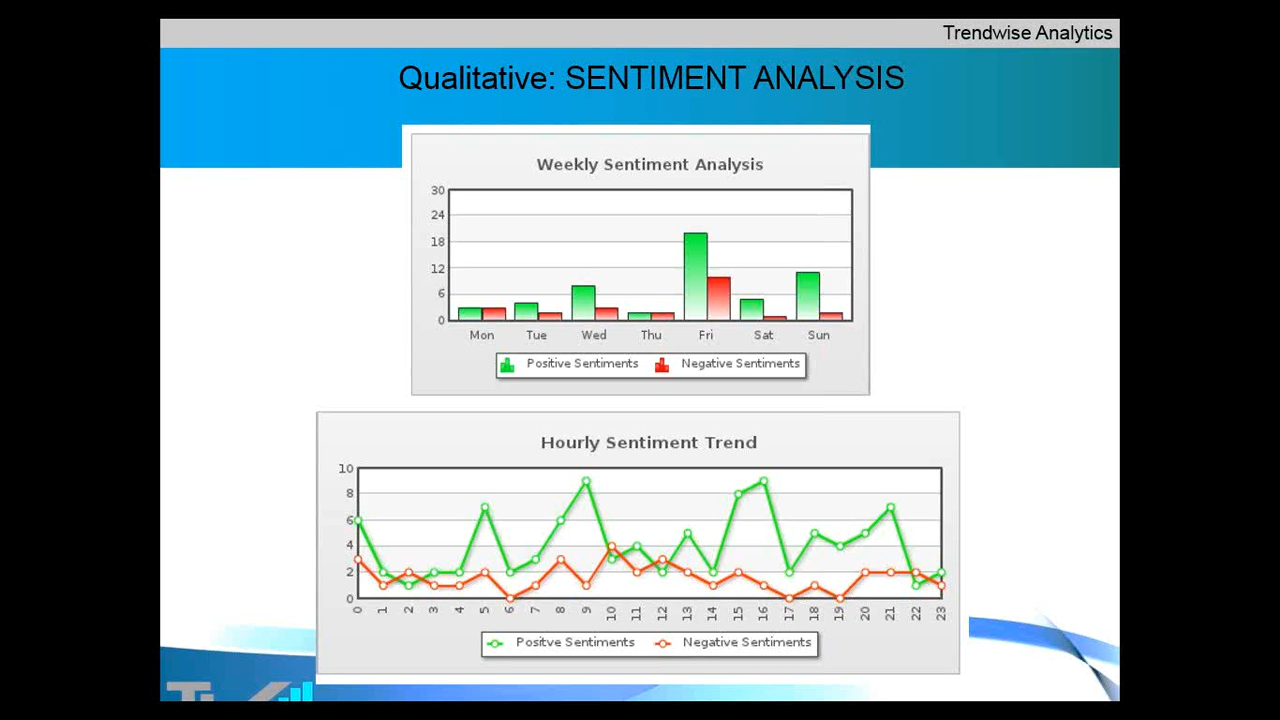 Trendwise Analytics
Qualitative: SENTIMENT ANALYSIS
Weekly Sentiment Analysis
30
24
18
12
6
0
Mon Tue Wed Thu Fri Sat Sun
Positive Sentiments Negative Sentiments
Hourly Sentiment Trend
10
8
6
4
2
0
0 1 2 3 4 5 6 7 8 9 10 11 12 13 14 15 16 17 18 19 20 21 22 23
Positve Sentiments Negative Sentiments